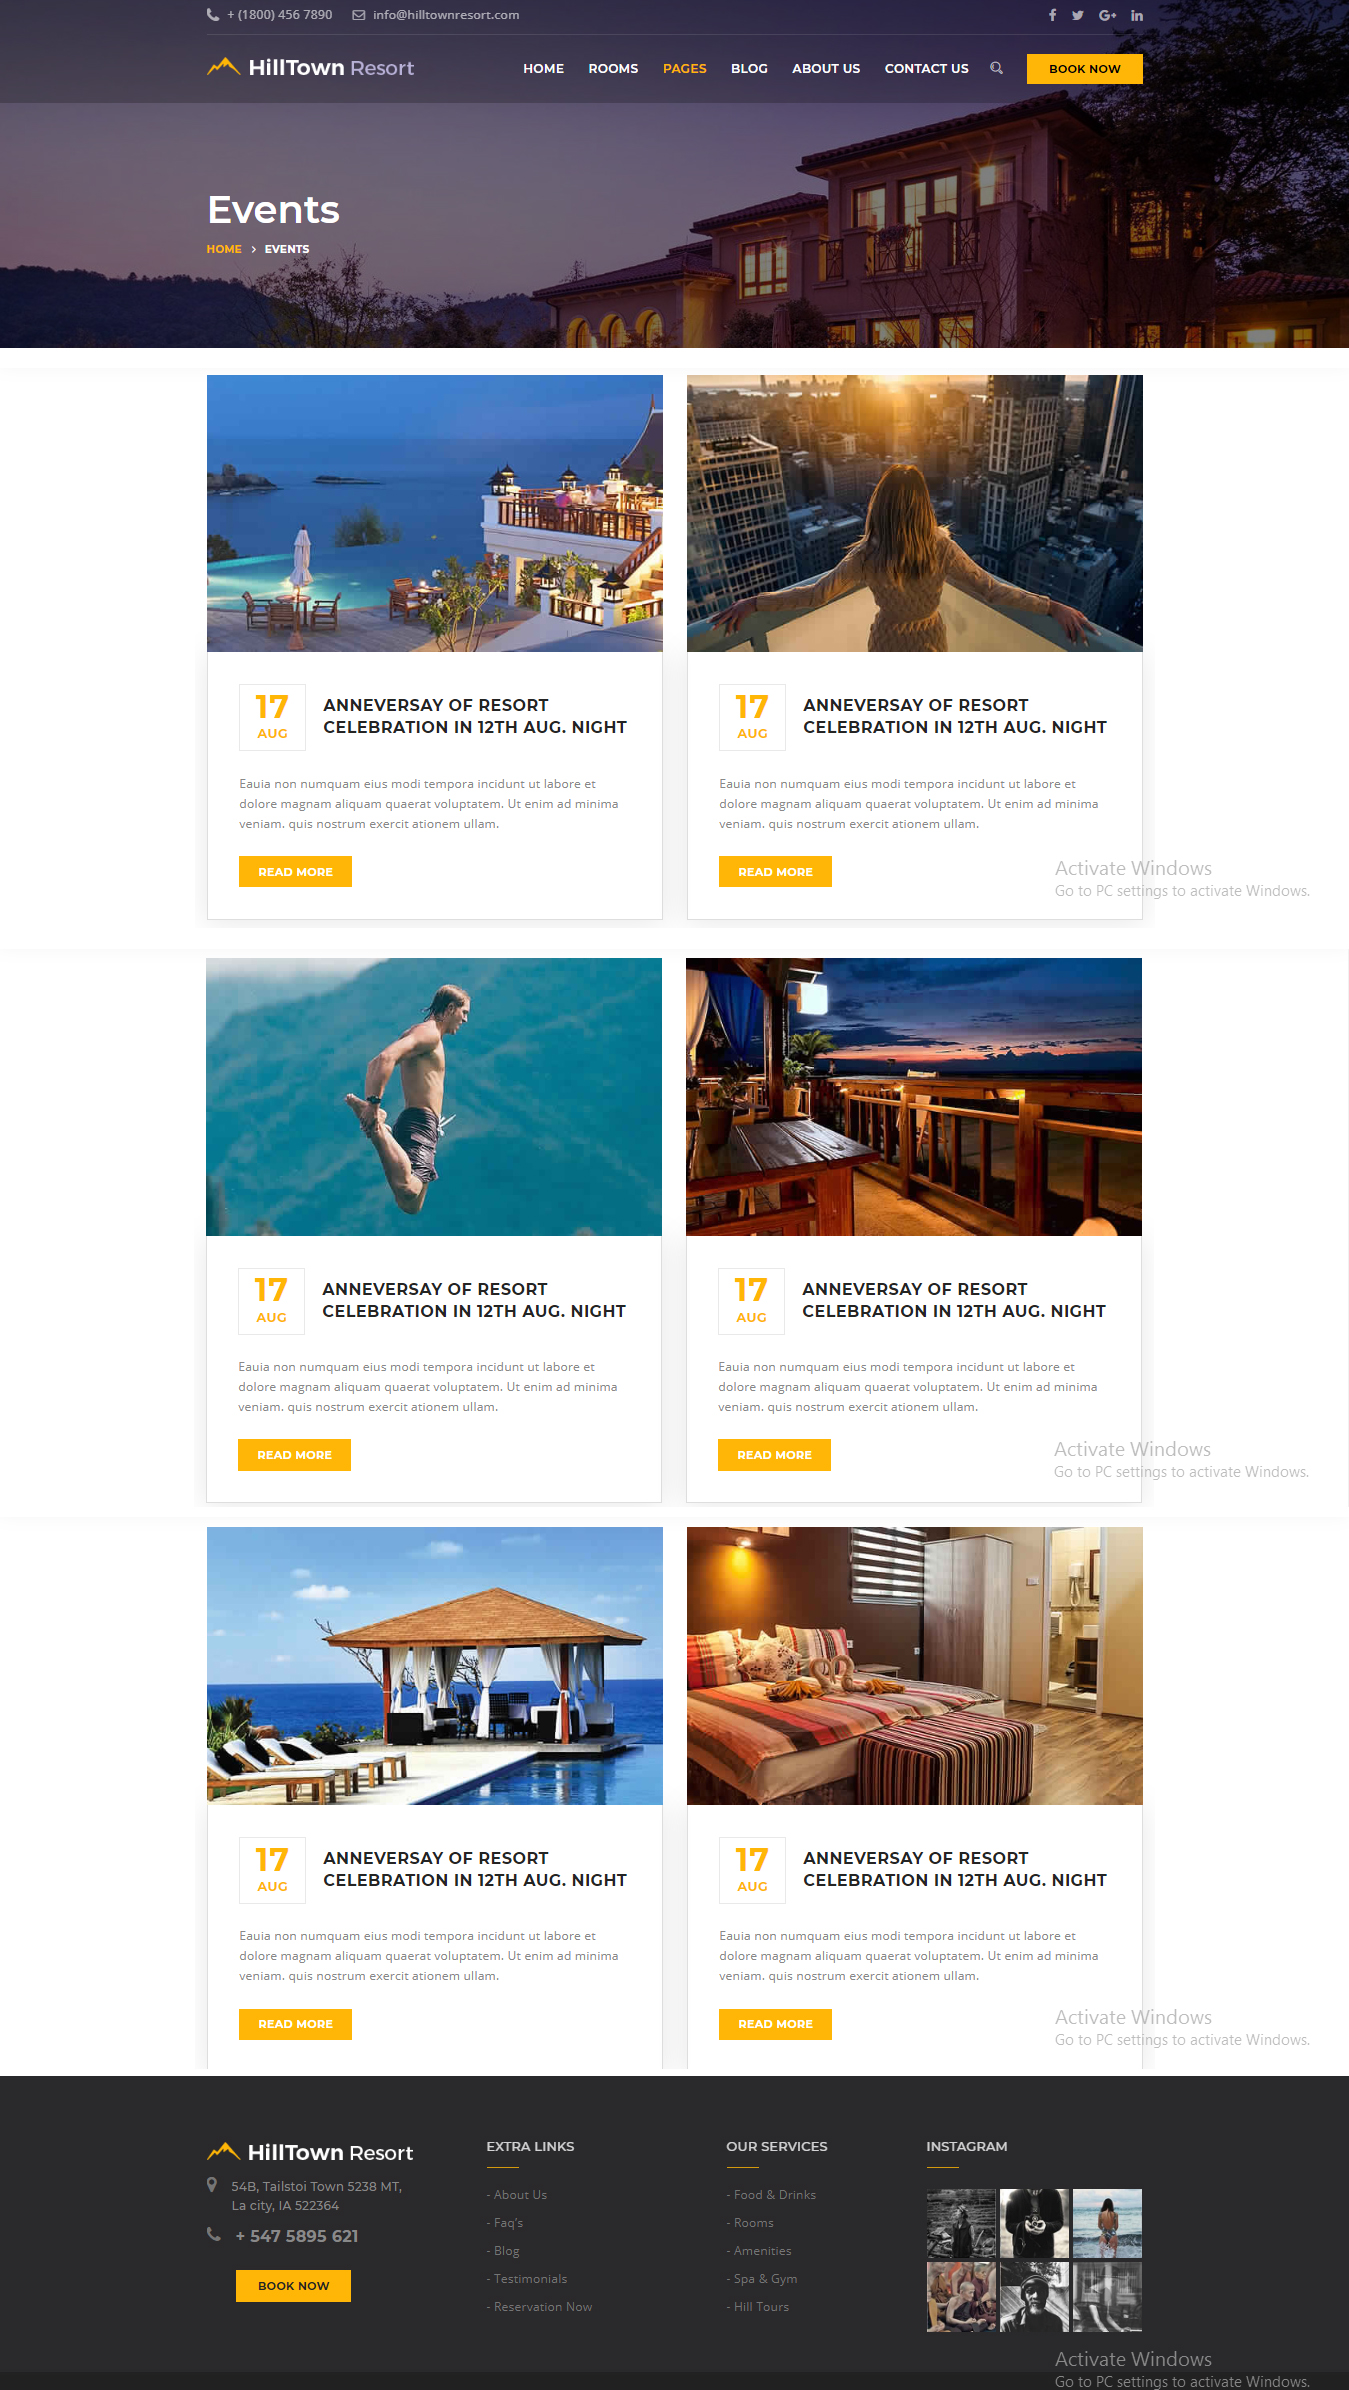 + (1800) 456 7890 info@hilltownresort.com
HillTown Resort HOME ROOMS PAGES BLOG ABOUT US CONTACT US BOOK NOW
Events
HOME > EVENTS
17
AUG
ANNEVERSAY OF RESORT
CELEBRATION IN 12TH AUG. NIGHT
Eauia non numquam eius modi tempora incidunt ut labore et
dolore magnam aliquam quaerat voluptatem. Ut enim ad minima
veniam. quis nostrum exercit ationem ullam.
READ MORE
17
AUG
ANNEVERSAY OF RESORT
CELEBRATION IN 12TH AUG. NIGHT
Eauia non numquam eius modi tempora incidunt ut labore et
dolore magnam aliquam quaerat voluptatem. Ut enim ad minima
veniam. quis nostrum exercit ationem ullam.
READ MORE
Activate Windows
Go to PC settings to activate Windows.
17
AUG
ANNEVERSAY OF RESORT
CELEBRATION IN 12TH AUG. NIGHT
Eauia non numquam eius modi tempora incidunt ut labore et
dolore magnam aliquam quaerat voluptatem. Ut enim ad minima
veniam. quis nostrum exercit ationem ullam.
READ MORE
17
AUG
ANNEVERSAY OF RESORT
CELEBRATION IN 12TH AUG. NIGHT
Eauia non numquam eius modi tempora incidunt ut labore et
dolore magnam aliquam quaerat voluptatem. Ut enim ad minima
veniam. quis nostrum exercit ationem ullam.
READ MORE
Activate Windows
Go to PC settings to activate Windows.
17
AUG
ANNEVERSAY OF RESORT
CELEBRATION IN 12TH AUG. NIGHT
Eauia non numquam eius modi tempora incidunt ut labore et
dolore magnam aliquam quaerat voluptatem. Ut enim ad minima
veniam. quis nostrum exercit ationem ullam.
READ MORE
17
AUG
ANNEVERSAY OF RESORT
CELEBRATION IN 12TH AUG. NIGHT
Eauia non numquam eius modi tempora incidunt ut labore et
dolore magnam aliquam quaerat voluptatem. Ut enim ad minima
veniam. quis nostrum exercit ationem ullam.
READ MORE
Activate Windows
Go to PC settings to activate Windows.
HillTown Resort
54B, Tailstoi Town 5238 MT,
La city, IA 522364
+ 547 5895 621
BOOK NOW
EXTRA LINKS
- About Us
- Faq's
- Blog
- Testimonials
- Reservation Now
OUR SERVICES
- Food & Drinks
- Rooms
- Amenities
- Spa & Gym
- Hill Tours
INSTAGRAM
Activate Windows
Go to PC settings to activate Windows.